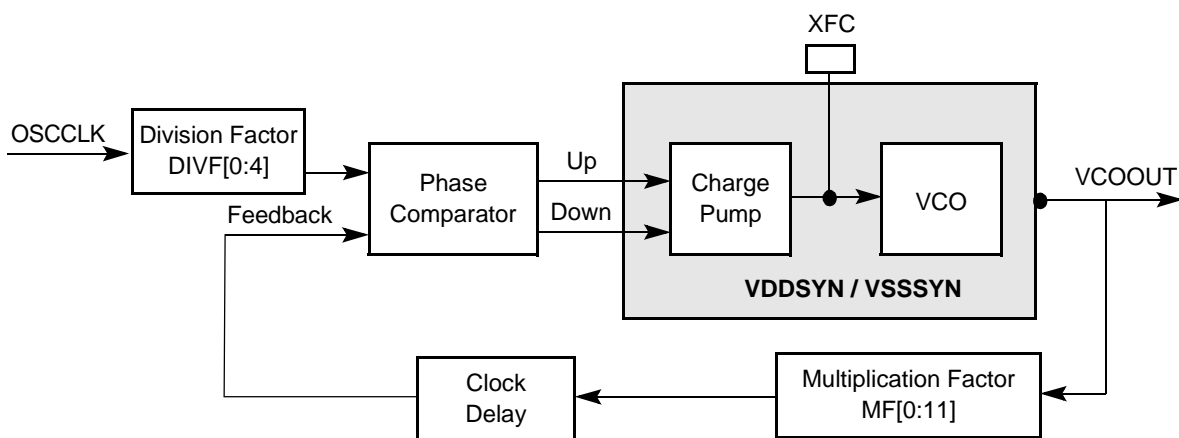 XFC
OSCCLK
Division Factor
DIVF[0:4]
Phase
Comparator
Up
Down
Charge
Pump
VCO
VCOOUT
Feedback
VDDSYN / VSSSYN
Clock
Delay
Multiplication Factor
MF[0:11]